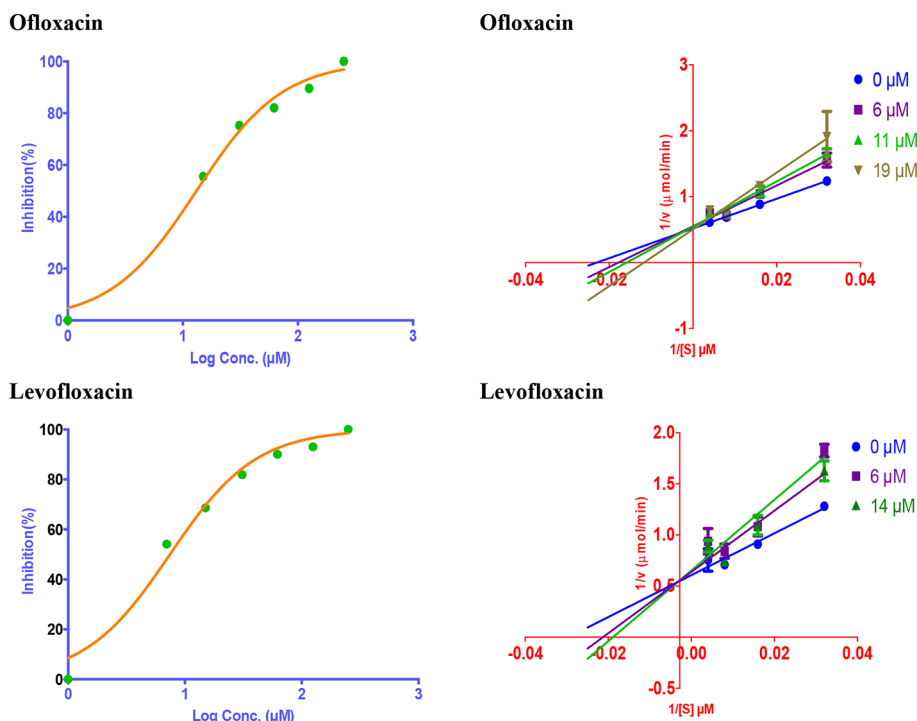 Ofloxacin
100
80
60
40
20
0
Inhibition(%)
0
1
2
3
Log Conc. (µM)
Ofloxacin
3
2
1
-1
1/v (µmol/min)
-0.04
-0.02
0.00
0.02
0.04
1/[S] µM
0 µM
6 µM
11 µM
19 µM
Levofloxacin
100
80
60
40
20
0
Inhibition(%)
0
1
2
3
Log Conc. (µM)
Levofloxacin
2.0
1.5
1.0
0.5
-0.5
1/v (µmol/min)
-0.04
-0.02
0.00
0.02
0.04
1/[S] µM
0 µM
6 µM
14 µM